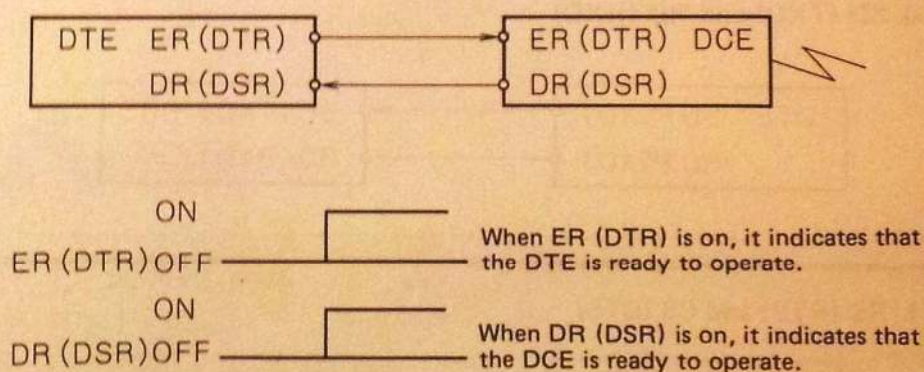 DTE ER (DTR) ER (DTR) DCE
DR (DSR) DR (DSR)
ON
ER (DTR) OFF
When ER (DTR) is on, it indicates that
the DTE is ready to operate.
ON
DR (DSR) OFF
When DR (DSR) is on, it indicates that
the DCE is ready to operate.